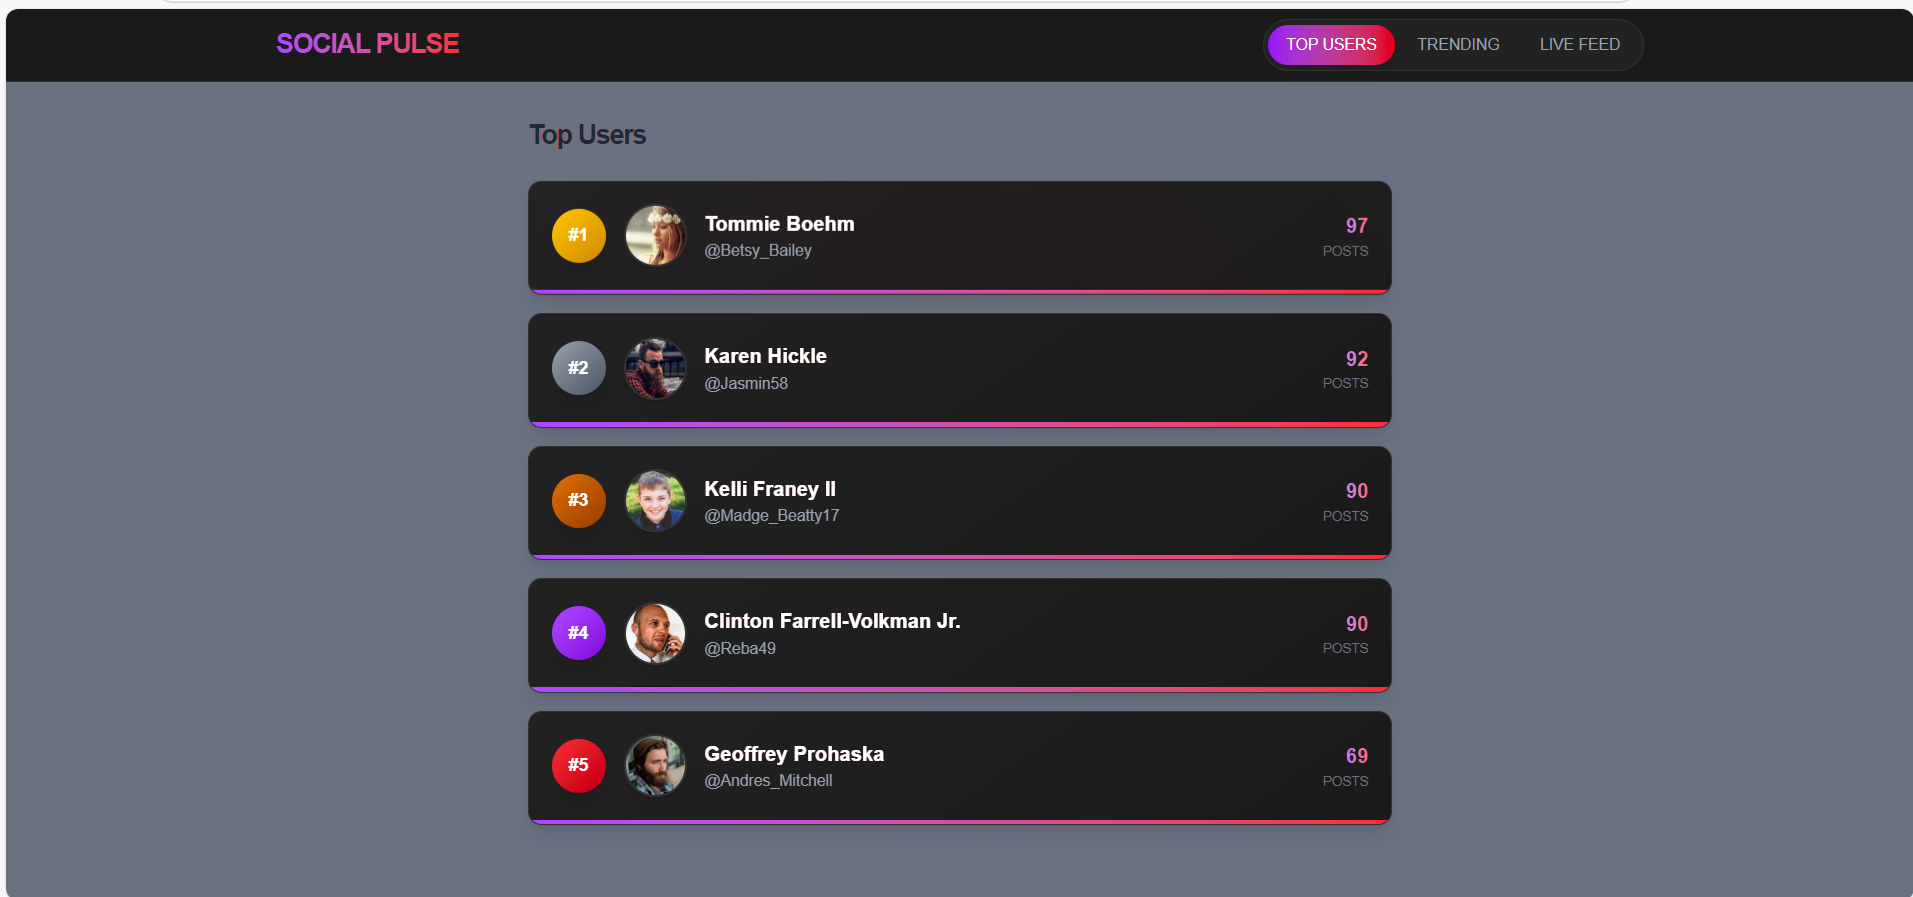 SOCIAL PULSE
TOP USERS TRENDING LIVE FEED
Top Users
#1
Tommie Boehm
@Betsy_Bailey
97
POSTS
#2
Karen Hickle
@Jasmin58
92
POSTS
#3
Kelli Franey II
@Madge_Beatty17
90
POSTS
#4
Clinton Farrell-Volkman Jr.
@Reba49
90
POSTS
#5
Geoffrey Prohaska
@Andres_Mitchell
69
POSTS